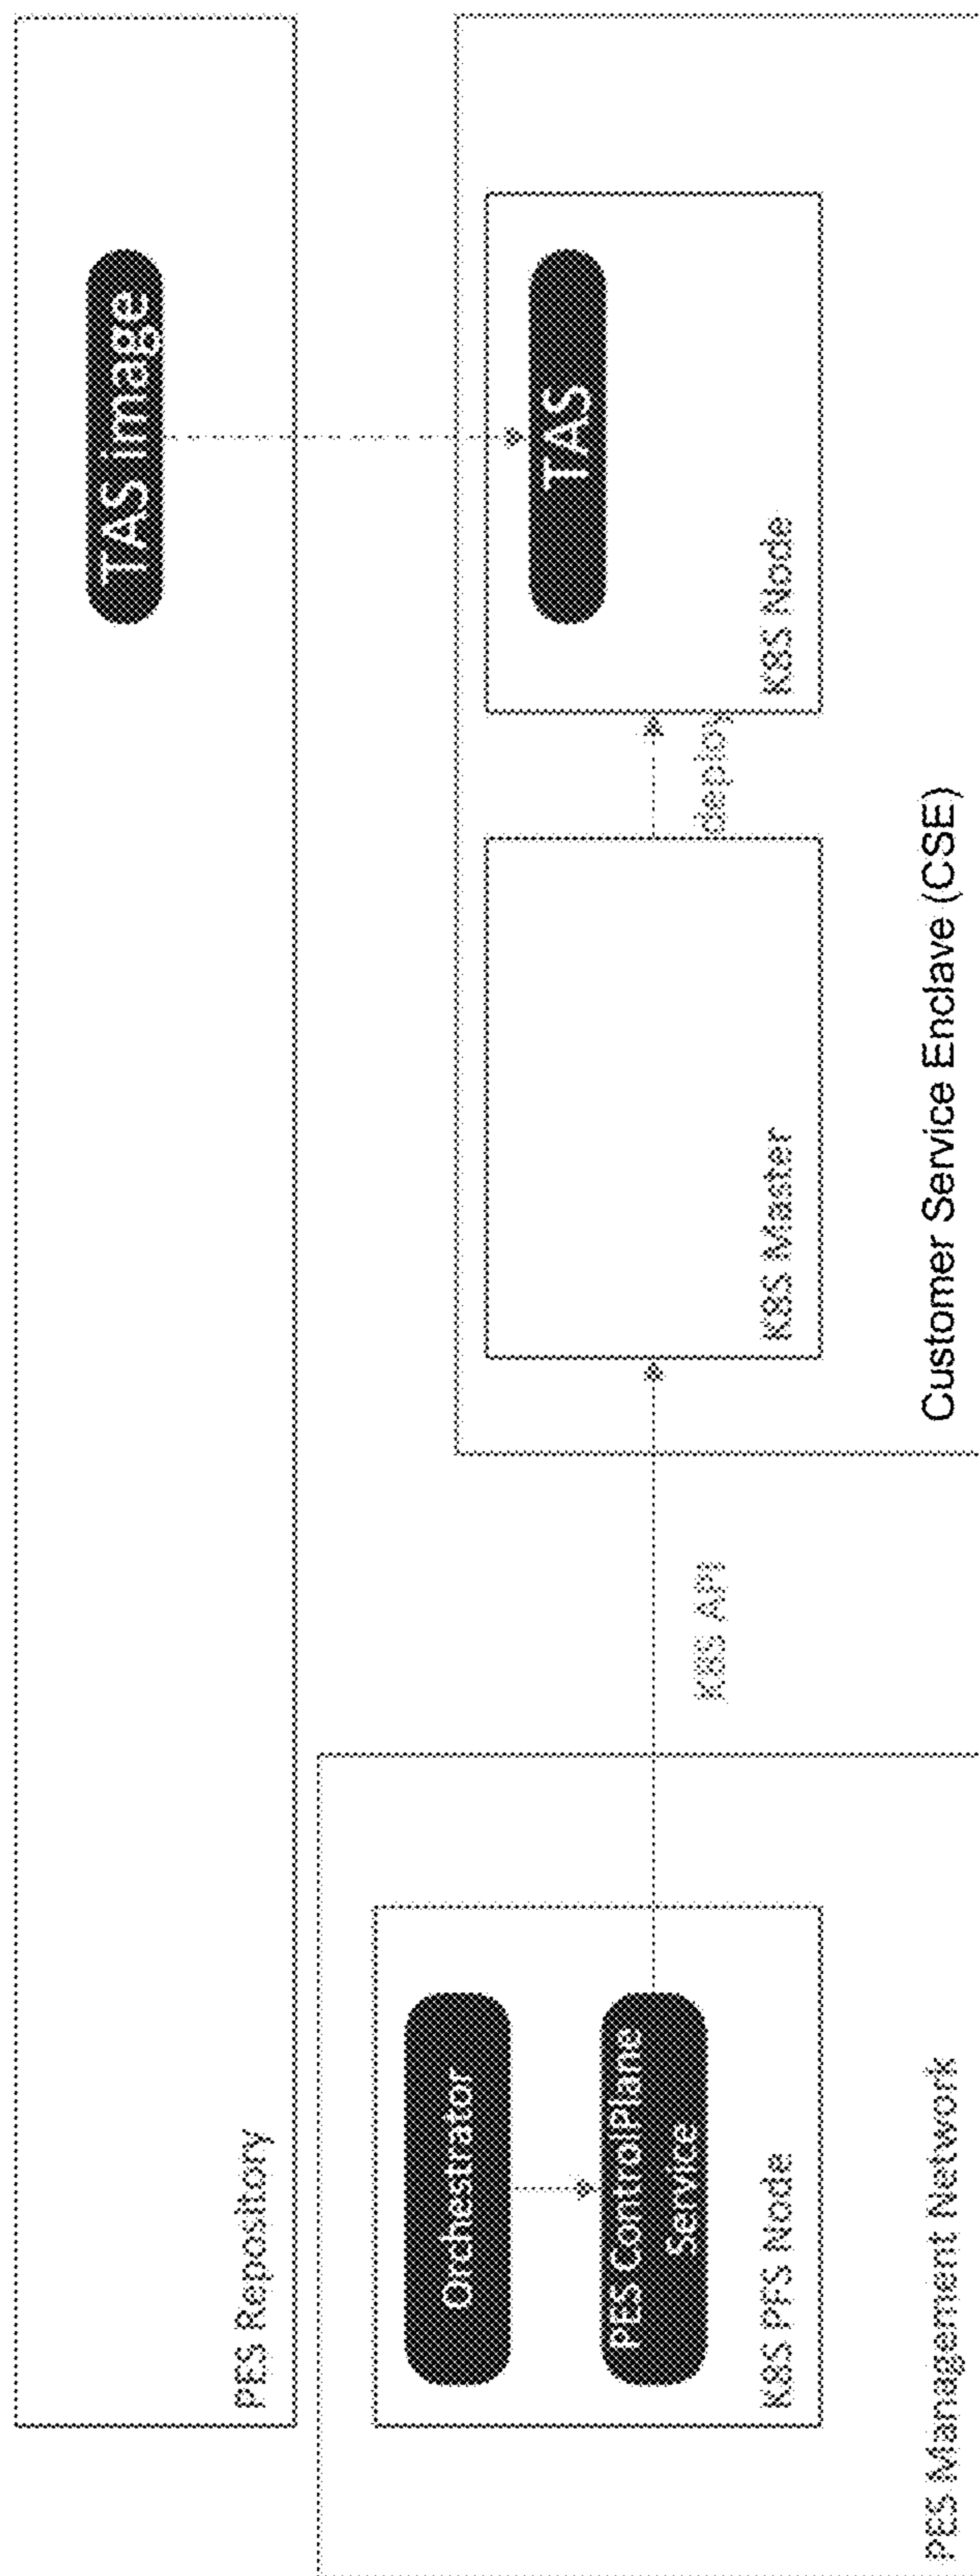 PES Repository
TAS image
Orchestrator
PES ControlPlane
Service
K8S PFS Node
PES Management Network
K8S API
K8S Master
deploy
TAS
K8S Node
Customer Service Enclave (CSE)